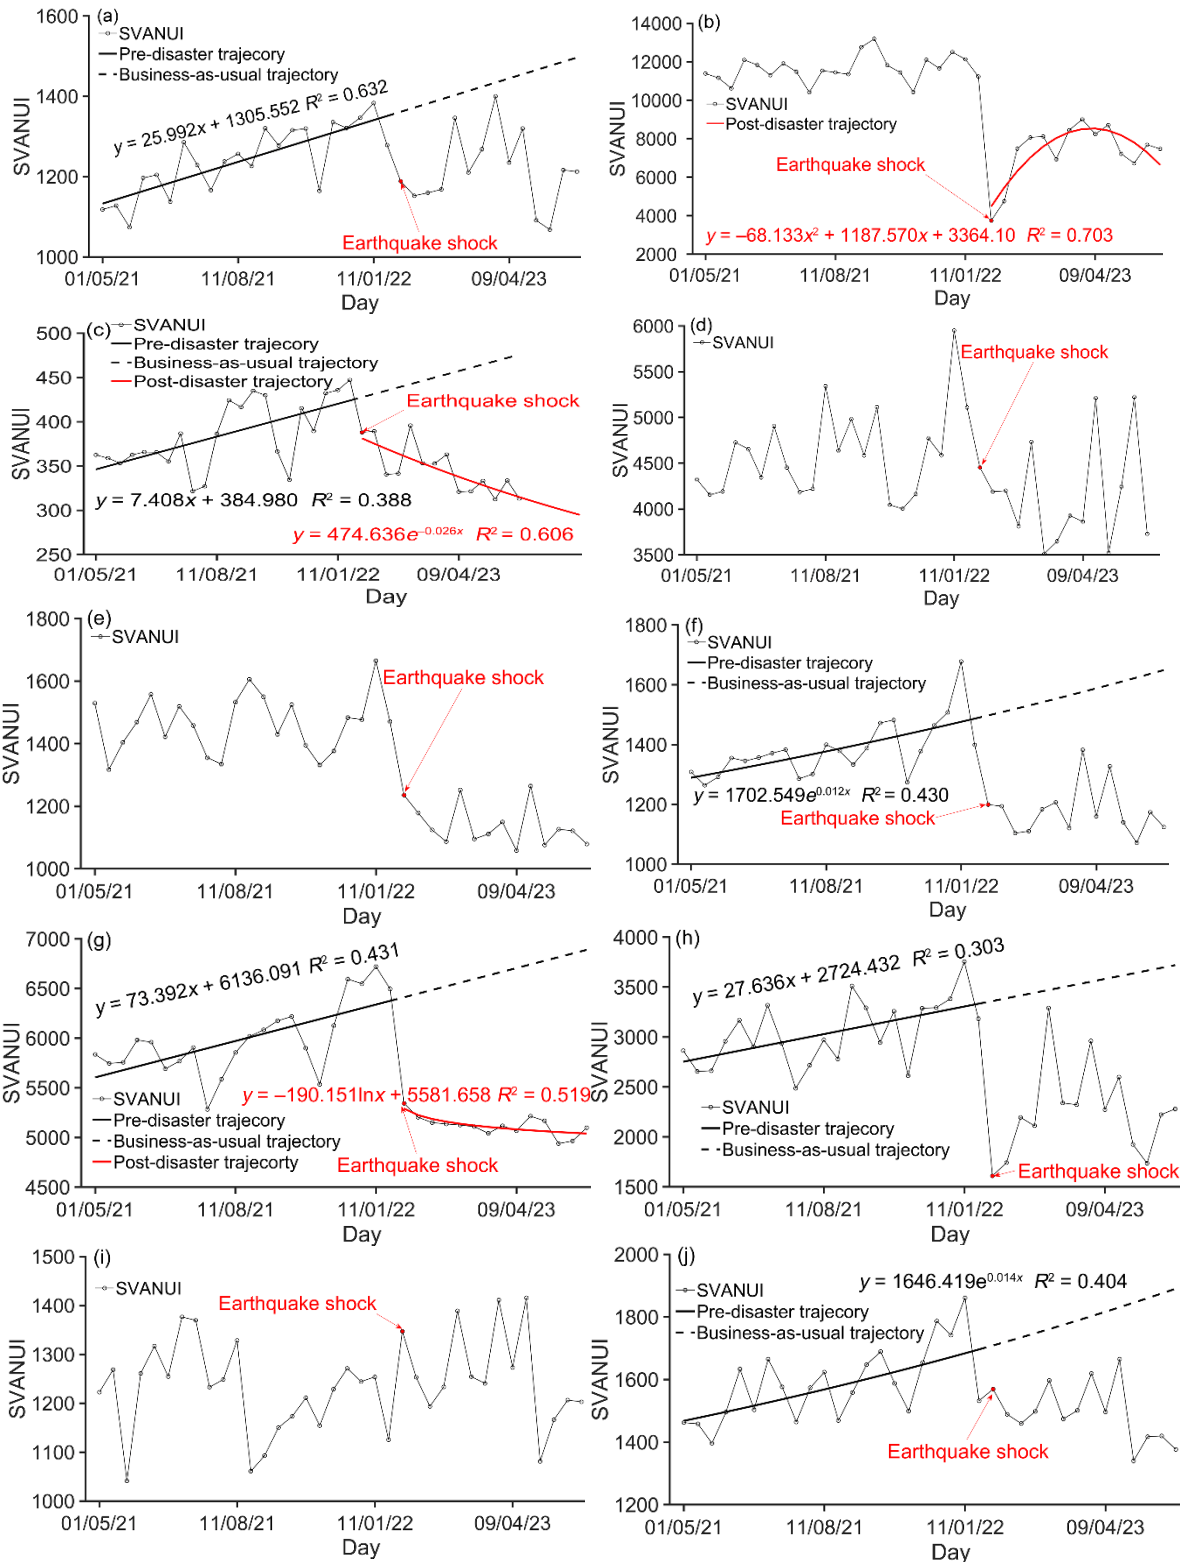 (a)
1600
SVANUI
Pre-disaster trajecory
Business-as-usual trajectory
1400
y = 25.992x + 1305.552 R² = 0.632
SVANUI
1200
Earthquake shock
1000
01/05/21 11/08/21 11/01/22 09/04/23
Day
(b)
14000
12000
10000
SVANUI
Post-disaster trajectory
SVANUI
8000
Earthquake shock
6000
4000
y = –68.133x² + 1187.570x + 3364.10 R² = 0.703
2000
01/05/21 11/08/21 11/01/22 09/04/23
Day
(c)
500
SVANUI
Pre-disaster trajectory
Business-as-usual trajectory
Post-disaster trajectory
450
Earthquake shock
SVANUI
400
350
y = 7.408x + 384.980 R² = 0.388
300
y = 474.636e–0.026x R² = 0.606
250
01/05/21 11/08/21 11/01/22 09/04/23
Day
(d)
6000
SVANUI
Earthquake shock
5000
SVANUI
4500
4000
3500
01/05/21 11/08/21 11/01/22 09/04/23
Day
(e)
1800
SVANUI
Earthquake shock
1600
SVANUI
1400
1200
1000
01/05/21 11/08/21 11/01/22 09/04/23
Day
(f)
1800
SVANUI
Pre-disaster trajecory
Business-as-usual trajectory
1600
SVANUI
1400
y = 1702.549e0.012x R² = 0.430
Earthquake shock
1200
1000
01/05/21 11/08/21 11/01/22 09/04/23
Day
(g)
7000
y = 73.392x + 6136.091 R² = 0.431
6500
SVANUI
6000
5500
y = –190.151lnx + 5581.658 R² = 0.519
SVANUI
Pre-disaster trajecory
Business-as-usual trajectory
Post-disaster trajecorty
5000
Earthquake shock
4500
01/05/21 11/08/21 11/01/22 09/04/23
Day
(h)
4000
y = 27.636x + 2724.432 R² = 0.303
3500
3000
SVANUI
2500
SVANUI
Pre-disaster trajecory
Business-as-usual trajectory
2000
Earthquake shock
1500
01/05/21 11/08/21 11/01/22 09/04/23
Day
(i)
1500
SVANUI
Earthquake shock
1400
1300
SVANUI
1200
1100
1000
01/05/21 11/08/21 11/01/22 09/04/23
Day
(j)
2000
y = 1646.419e0.014x R² = 0.404
SVANUI
Pre-disaster trajecory
Business-as-usual trajectory
1800
SVANUI
1600
Earthquake shock
1400
1200
01/05/21 11/08/21 11/01/22 09/04/23
Day